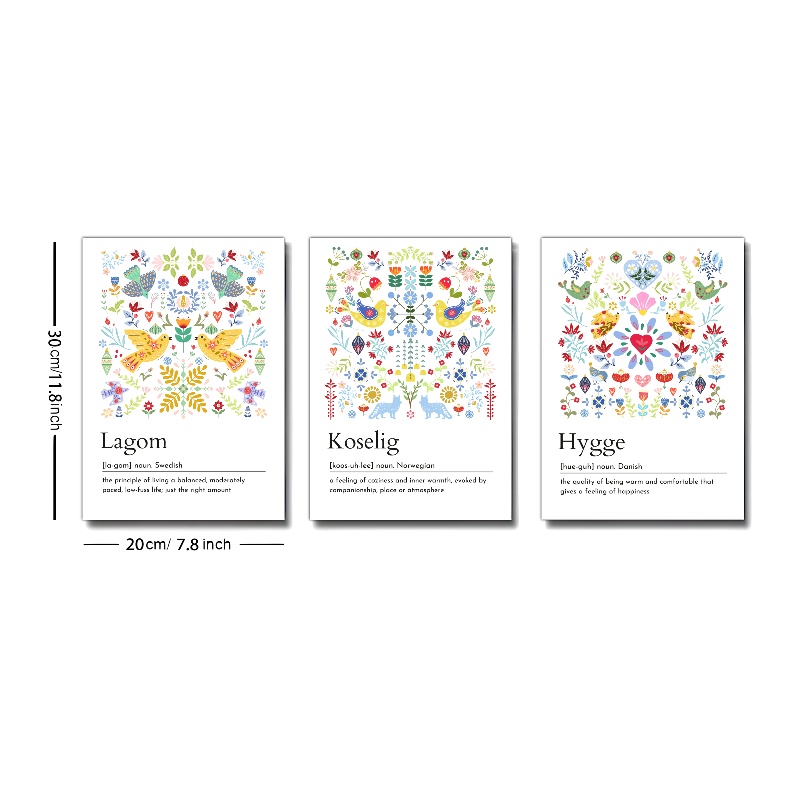 30cm/11.8inch
Lagom
[la-gom] noun. Swedish
the principle of living a balanced, moderately
paced, low-fuss life; just the right amount
20cm/ 7.8 inch
Koselig
[koos-uh-lee] noun. Norwegian
a feeling of coziness and inner warmth, evoked by
companionship, place or atmosphere
Hygge
[hue-guh] noun. Danish
the quality of being warm and comfortable that
gives a feeling of happiness